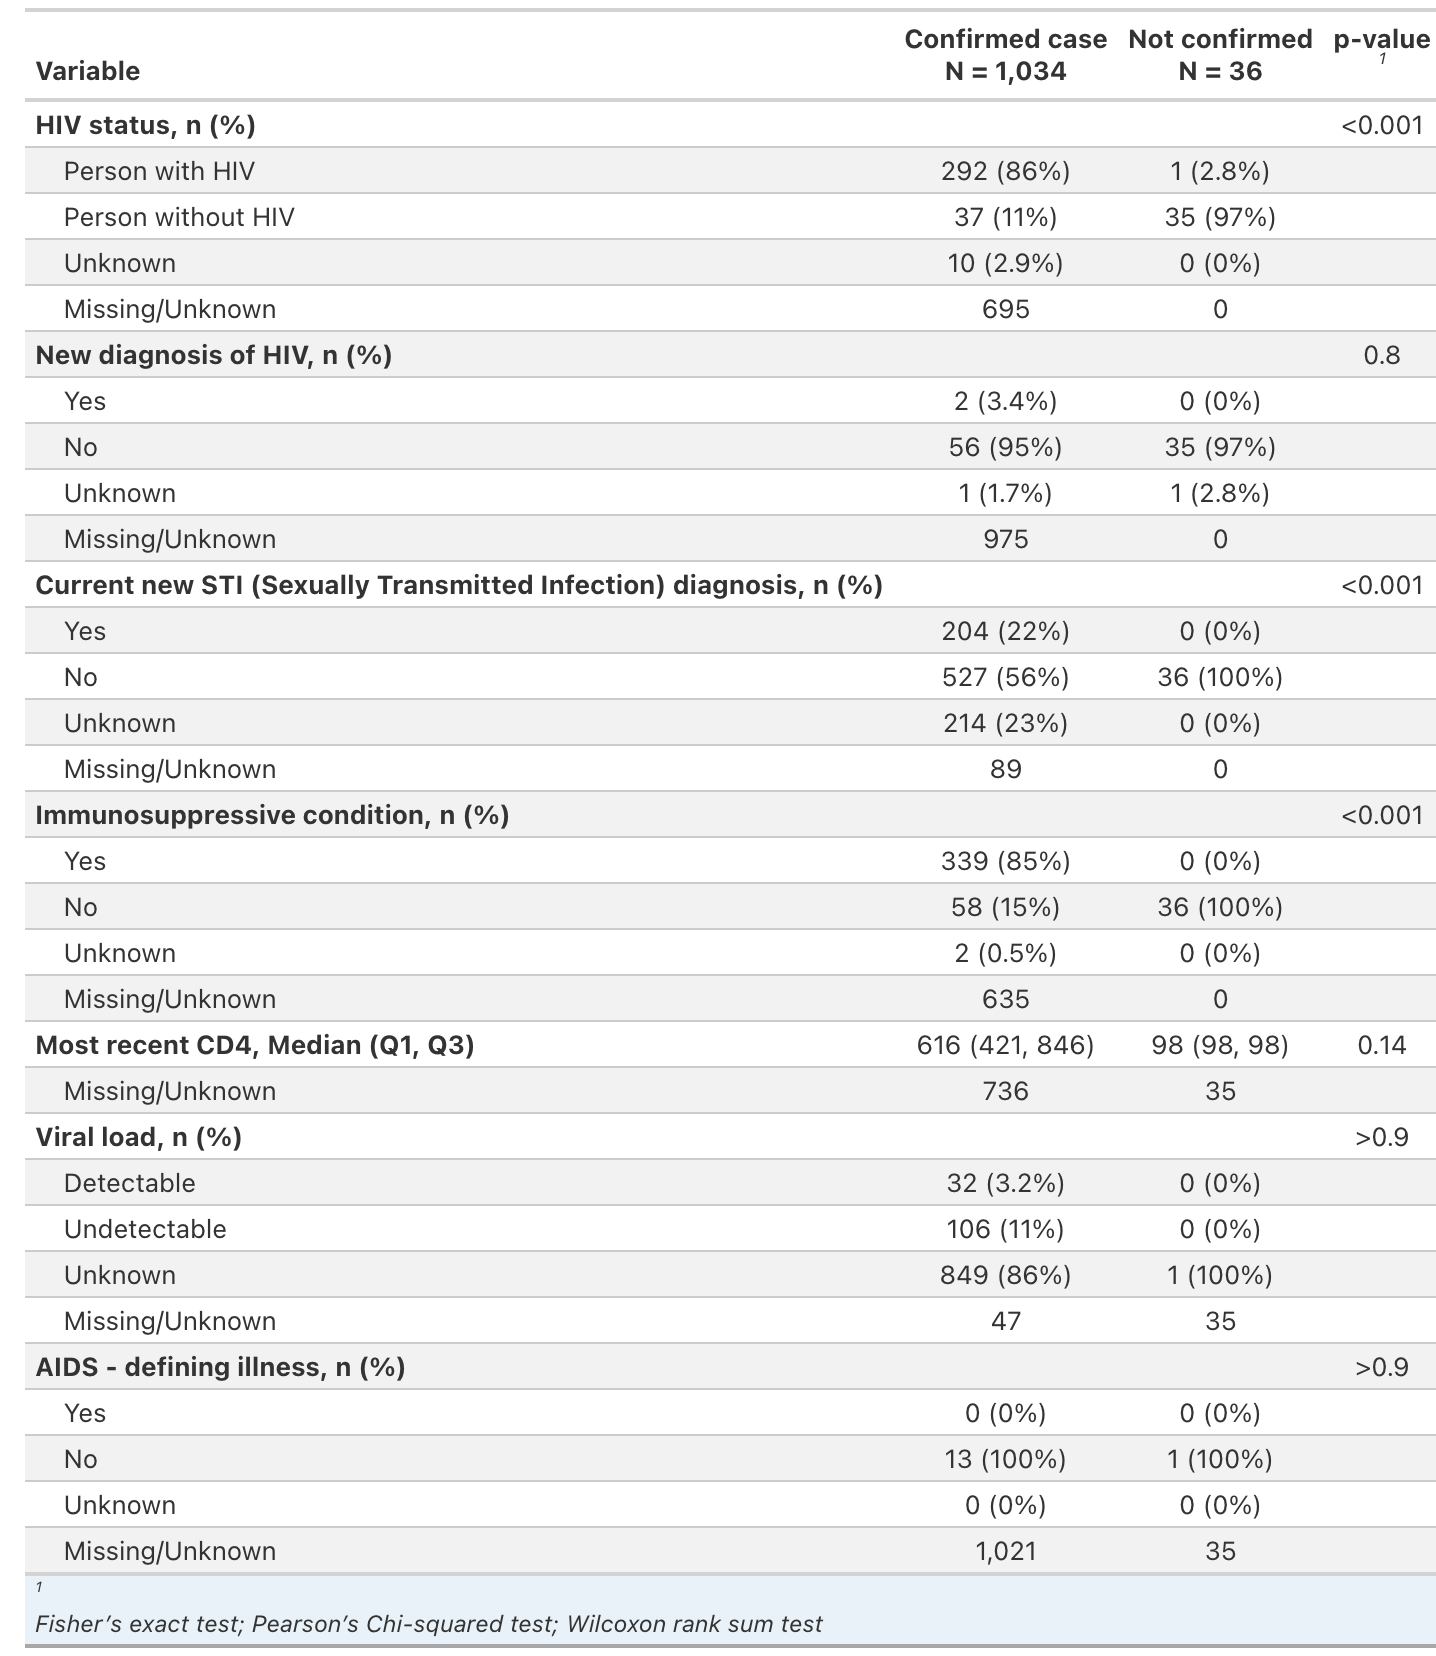 Variable Confirmed case N = 1,034 Not confirmed N = 36 p-value 1
HIV status, n (%) <0.001
Person with HIV 292 (86%) 1 (2.8%)
Person without HIV 37 (11%) 35 (97%)
Unknown 10 (2.9%) 0 (0%)
Missing/Unknown 695 0
New diagnosis of HIV, n (%) 0.8
Yes 2 (3.4%) 0 (0%)
No 56 (95%) 35 (97%)
Unknown 1 (1.7%) 1 (2.8%)
Missing/Unknown 975 0
Current new STI (Sexually Transmitted Infection) diagnosis, n (%) <0.001
Yes 204 (22%) 0 (0%)
No 527 (56%) 36 (100%)
Unknown 214 (23%) 0 (0%)
Missing/Unknown 89 0
Immunosuppressive condition, n (%) <0.001
Yes 339 (85%) 0 (0%)
No 58 (15%) 36 (100%)
Unknown 2 (0.5%) 0 (0%)
Missing/Unknown 635 0
Most recent CD4, Median (Q1, Q3) 616 (421, 846) 98 (98, 98) 0.14
Missing/Unknown 736 35
Viral load, n (%) >0.9
Detectable 32 (3.2%) 0 (0%)
Undetectable 106 (11%) 0 (0%)
Unknown 849 (86%) 1 (100%)
Missing/Unknown 47 35
AIDS - defining illness, n (%) >0.9
Yes 0 (0%) 0 (0%)
No 13 (100%) 1 (100%)
Unknown 0 (0%) 0 (0%)
Missing/Unknown 1,021 35
1
Fisher's exact test; Pearson's Chi-squared test; Wilcoxon rank sum test